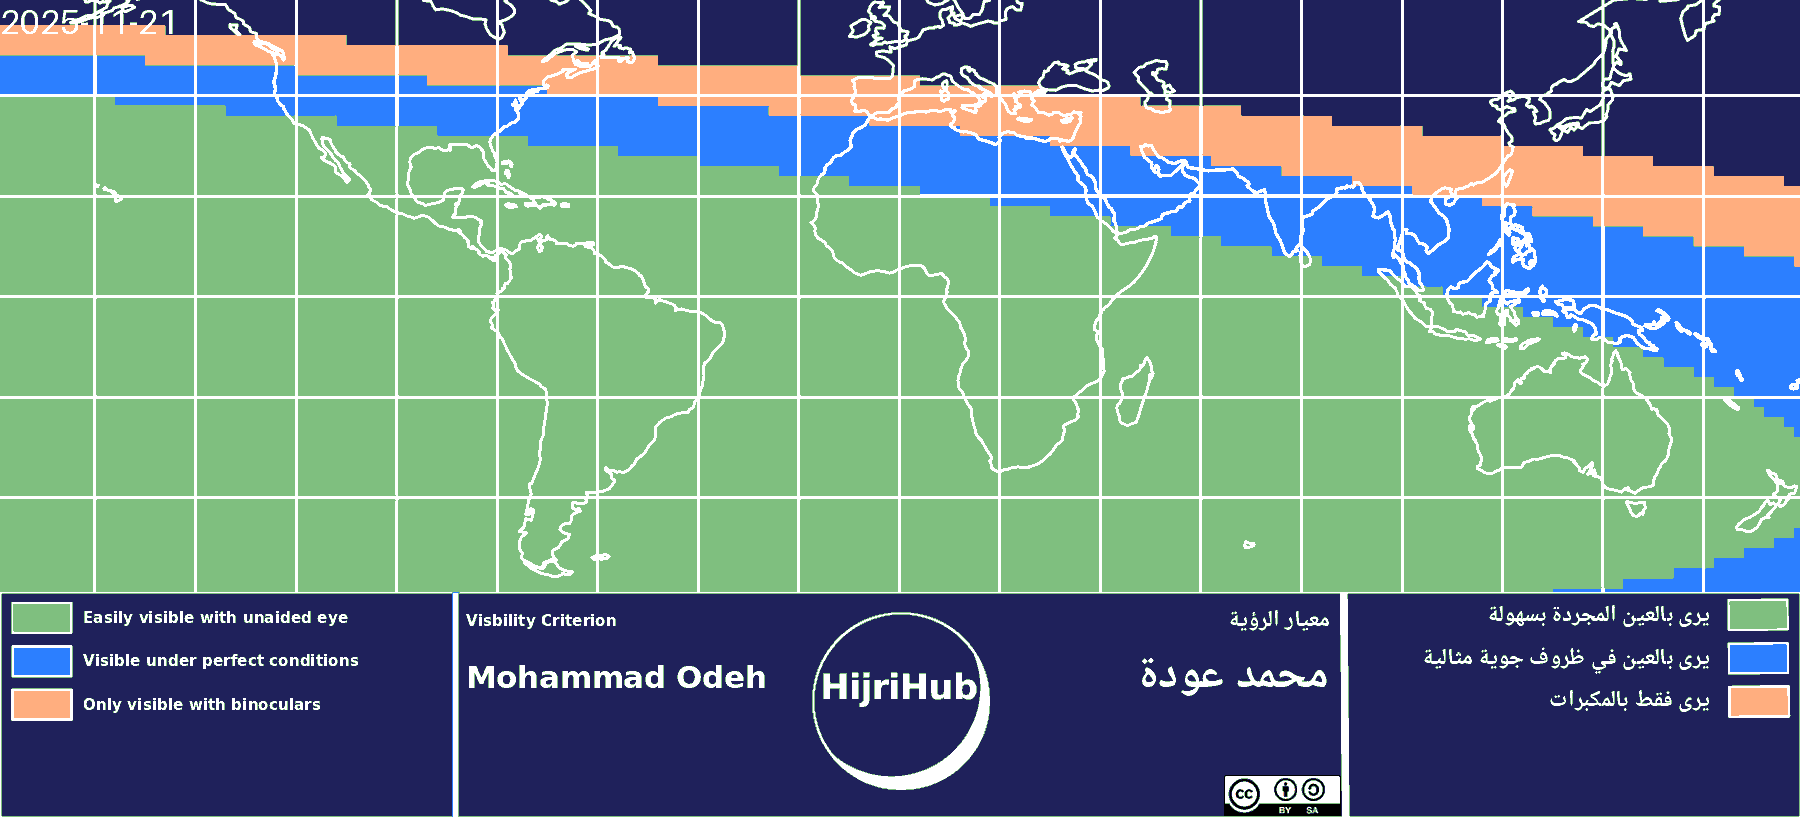 2025-11-21
Easily visible with unaided eye
Visible under perfect conditions
Only visible with binoculars
Visbility Criterion
Mohammad Odeh
HijriHub
معيار الرؤية
محمد عودة
cc BY SA
يرى بالعين المجردة بسهولة
يرى بالعين في ظروف جوية مثالية
يرى فقط بالمكبرات